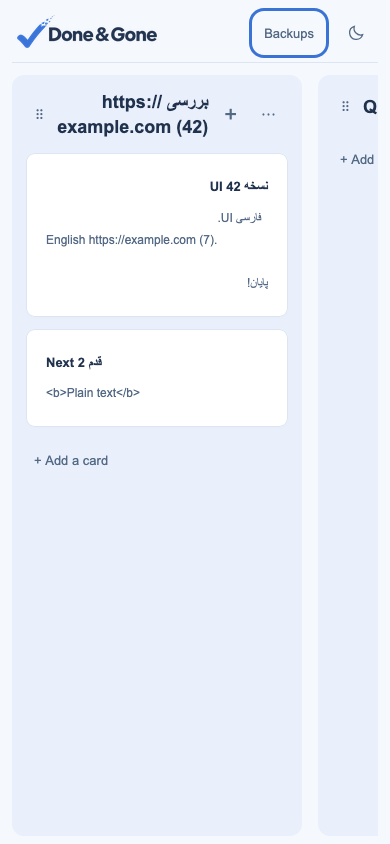 Done & Gone
Backups
بررسی https://
example.com (42)
+
...
Q
+ Add
نسخه 42 UI
فارسی UI.
English https://example.com (7).
پایان!
Next 2 قدم
<b>Plain text</b>
+ Add a card